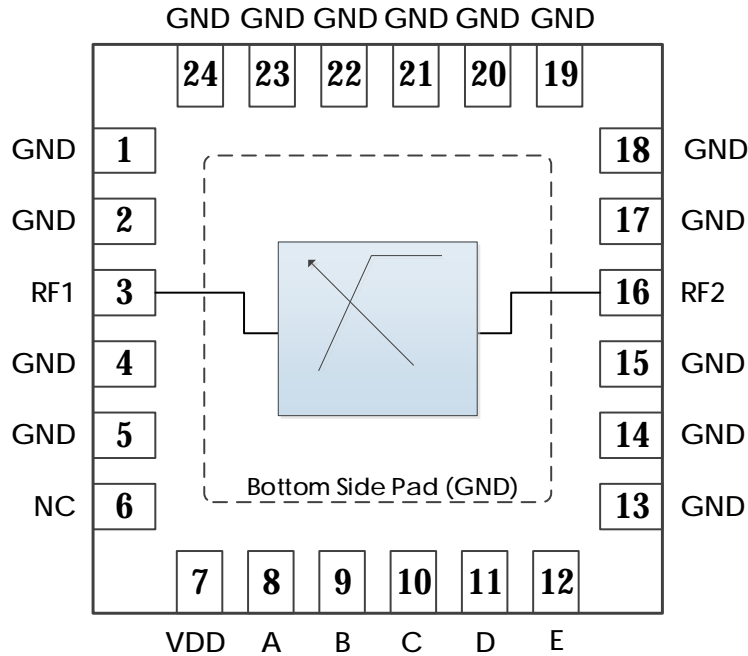 GND GND GND GND GND GND
24 23 22 21 20 19
GND 1 18 GND
GND 2 17 GND
RF1 3 16 RF2
GND 4 15 GND
GND 5 14 GND
NC 6 13 GND
Bottom Side Pad (GND)
7 8 9 10 11 12
VDD A B C D E